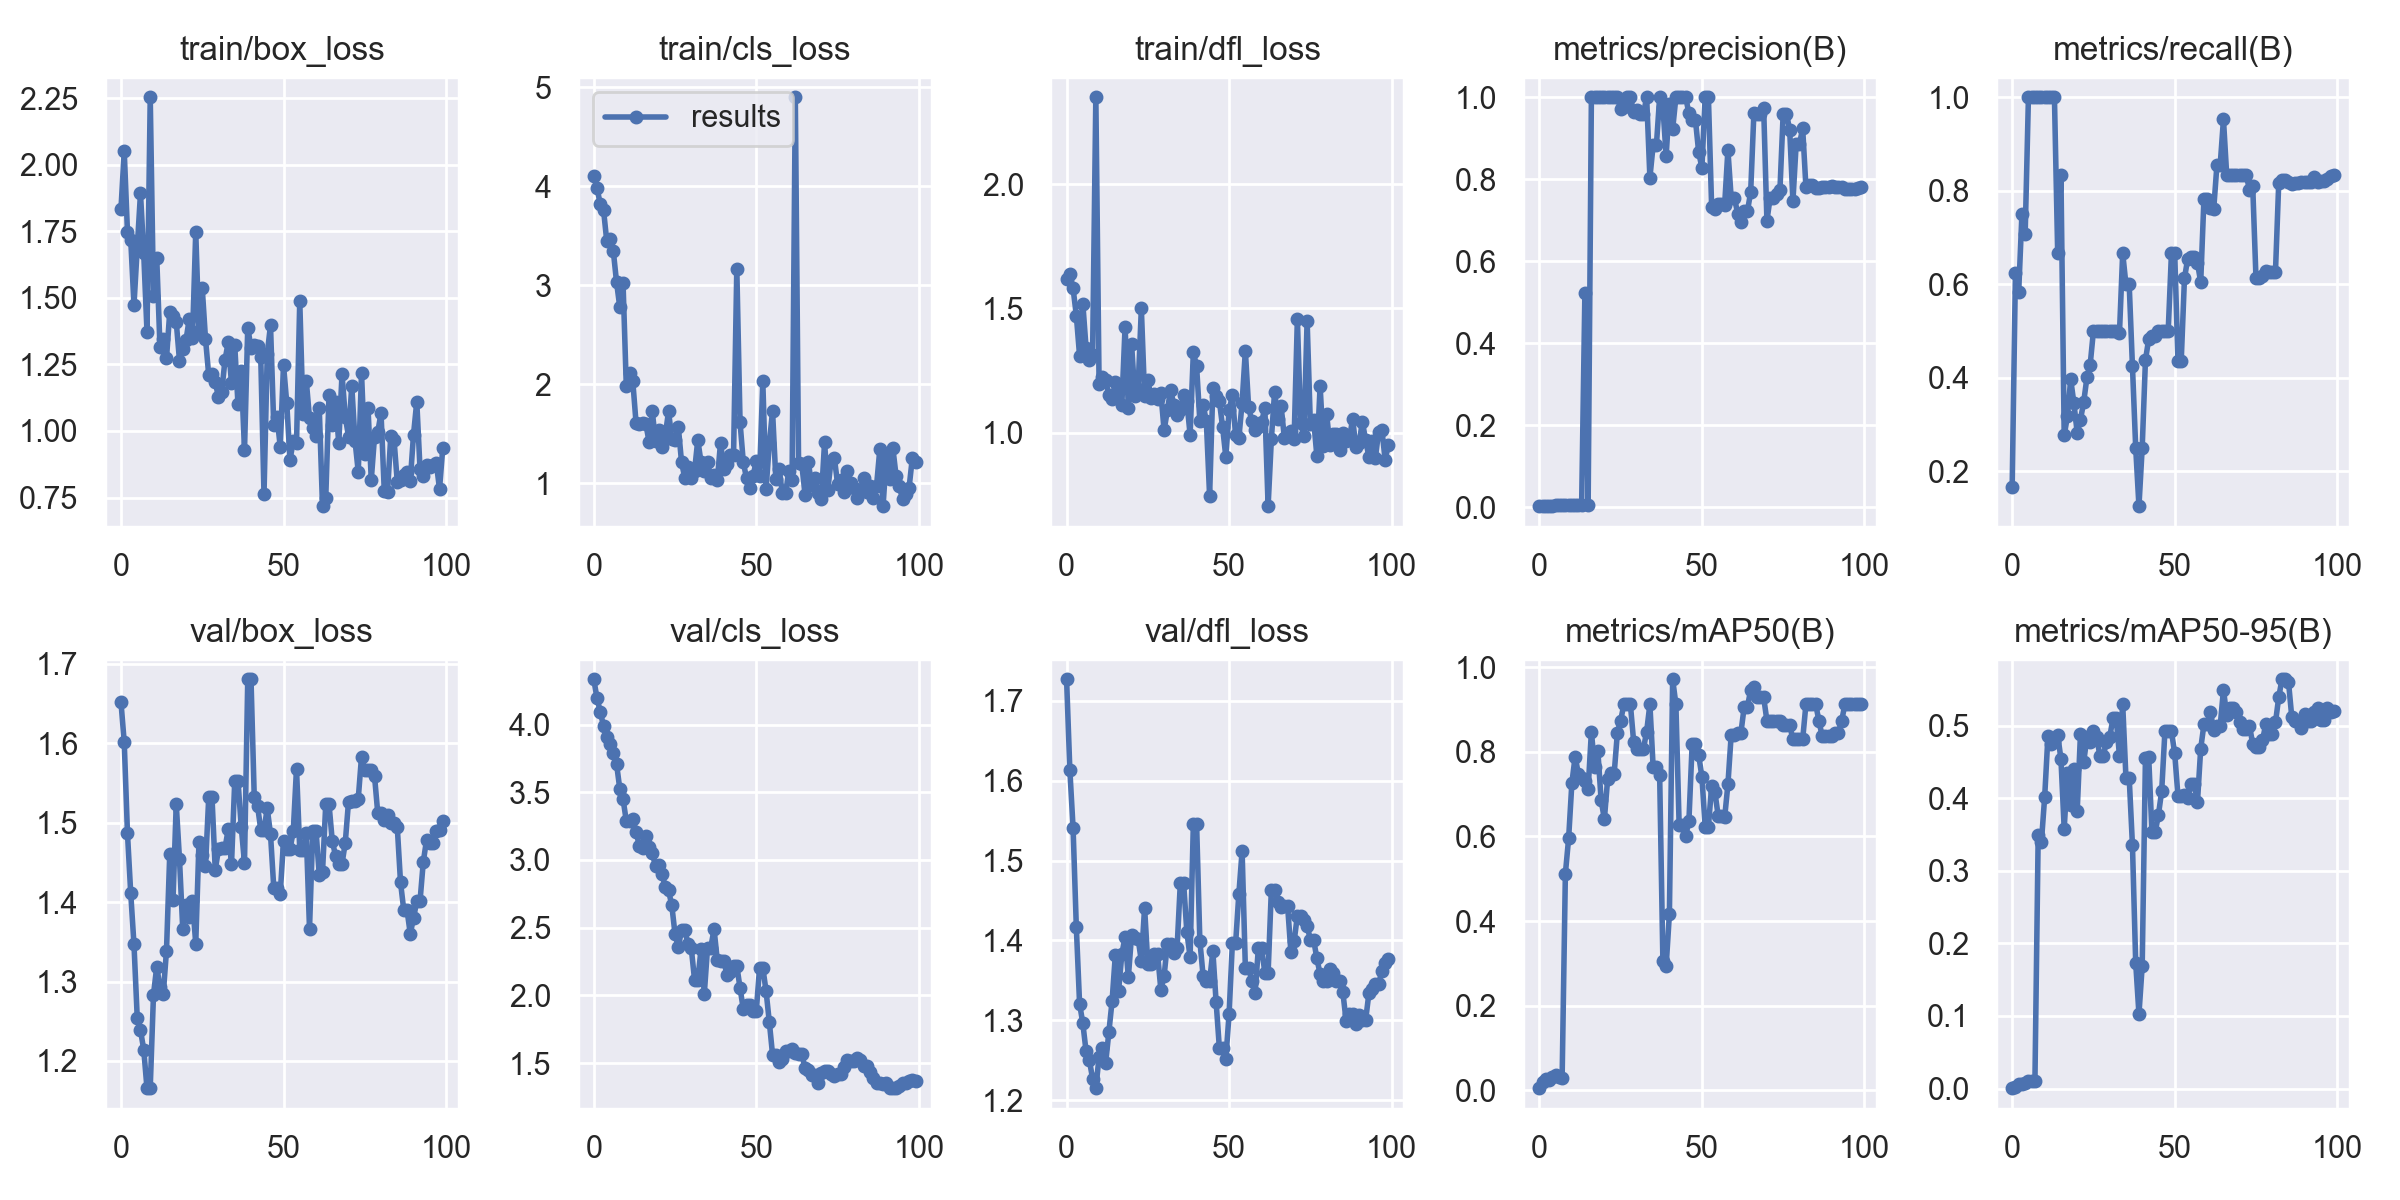 train/box_loss
2.25
2.00
1.75
1.50
1.25
1.00
0.75
0 50 100
train/cls_loss
results
5
4
3
2
1
0 50 100
train/dfl_loss
2.0
1.5
1.0
0 50 100
metrics/precision(B)
1.0
0.8
0.6
0.4
0.2
0.0
0 50 100
metrics/recall(B)
1.0
0.8
0.6
0.4
0.2
0 50 100
val/box_loss
1.7
1.6
1.5
1.4
1.3
1.2
0 50 100
val/cls_loss
4.0
3.5
3.0
2.5
2.0
1.5
0 50 100
val/dfl_loss
1.7
1.6
1.5
1.4
1.3
1.2
0 50 100
metrics/mAP50(B)
1.0
0.8
0.6
0.4
0.2
0.0
0 50 100
metrics/mAP50-95(B)
0.5
0.4
0.3
0.2
0.1
0.0
0 50 100